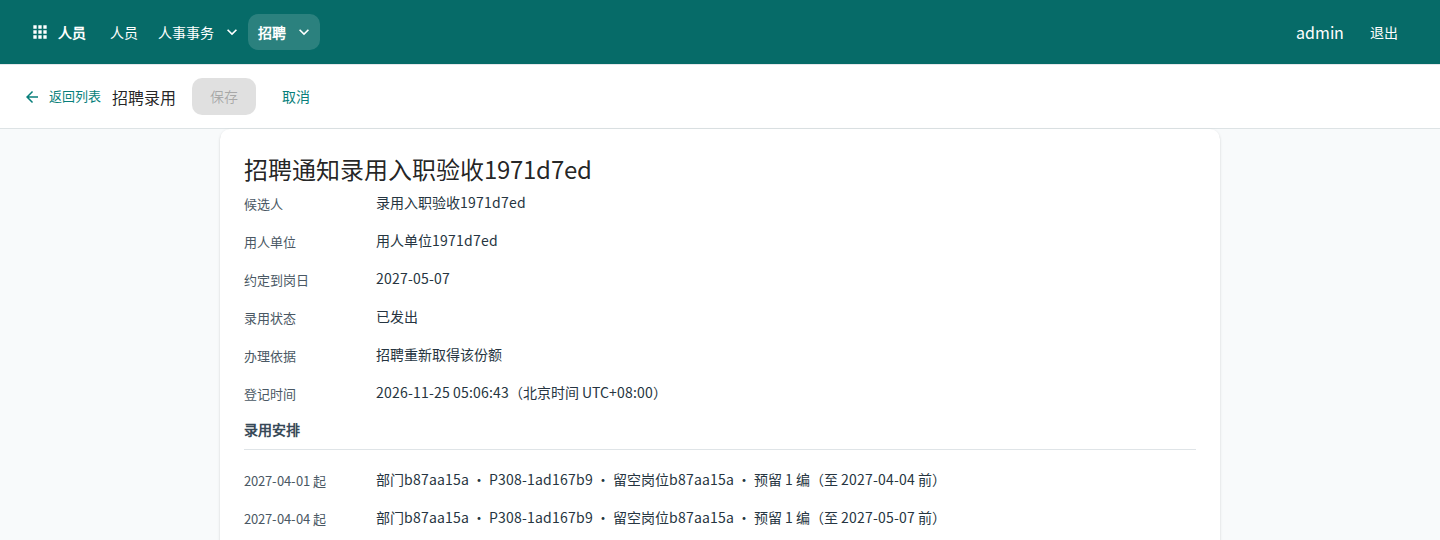 人员 人员 人事事务 招聘 admin 退出
返回列表 招聘录用 保存 取消
招聘通知录用入职验收1971d7ed
候选人 录用入职验收1971d7ed
用人单位 用人单位1971d7ed
约定到岗日 2027-05-07
录用状态 已发出
办理依据 招聘重新取得该份额
登记时间 2026-11-25 05:06:43（北京时间 UTC+08:00）
录用安排
2027-04-01 起 部门b87aa15a · P308-1ad167b9 · 留空岗位b87aa15a · 预留 1 编（至 2027-04-04 前）
2027-04-04 起 部门b87aa15a · P308-1ad167b9 · 留空岗位b87aa15a · 预留 1 编（至 2027-05-07 前）